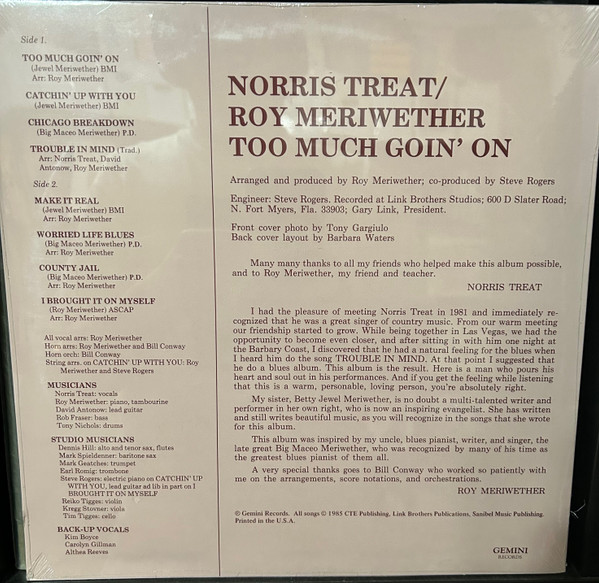 Side 1.
TOO MUCH GOIN' ON
(Jewel Meriwether) BMI
Arr: Roy Meriwether
CATCHIN' UP WITH YOU
(Jewel Meriwether) BMI
CHICAGO BREAKDOWN
(Big Maceo Meriwether) P.D.
TROUBLE IN MIND (Trad.)
Arr: Norris Treat, David
Antonow, Roy Meriwether
Side 2.
MAKE IT REAL
(Jewel Meriwether) BMI
Arr: Roy Meriwether
WORRIED LIFE BLUES
(Big Maceo Meriwether) P.D.
Arr: Roy Meriwether
COUNTY JAIL
(Big Maceo Meriwether) P.D.
Arr: Roy Meriwether
I BROUGHT IT ON MYSELF
(Roy Meriwether) ASCAP
Arr: Roy Meriwether
All vocal arrs: Roy Meriwether
Horn arrs: Roy Meriwether and Bill Conway
Horn orch: Bill Conway
String arrs. on CATCHIN' UP WITH YOU: Roy
Meriwether and Steve Rogers
MUSICIANS
Norris Treat: vocals
Roy Meriwether: piano, tambourine
David Antonow: lead guitar
Rob Fraser: bass
Tony Nichols: drums
STUDIO MUSICIANS
Dennis Hill: alto and tenor sax, flutes
Mark Spieldenner: baritone sax
Mark Geatches: trumpet
Earl Romig: trombone
Steve Rogers: electric piano on CATCHIN' UP
WITH YOU, lead guitar ad lib in part on I
BROUGHT IT ON MYSELF
Reiko Tigges: violin
Kregg Stovner: viola
Tim Tigges: cello
BACK-UP VOCALS
Kim Boyce
Carolyn Gillman
Althea Reeves
NORRIS TREAT/
ROY MERIWETHER
TOO MUCH GOIN' ON
Arranged and produced by Roy Meriwether; co-produced by Steve Rogers
Engineer: Steve Rogers. Recorded at Link Brothers Studios; 600 D Slater Road;
N. Fort Myers, Fla. 33903; Gary Link, President.
Front cover photo by Tony Gargiulo
Back cover layout by Barbara Waters
Many many thanks to all my friends who helped make this album possible,
and to Roy Meriwether, my friend and teacher.
NORRIS TREAT
I had the pleasure of meeting Norris Treat in 1981 and immediately re-
cognized that he was a great singer of country music. From our warm meeting
our friendship started to grow. While being together in Las Vegas, we had the
opportunity to become even closer, and after sitting in with him one night at
the Barbary Coast, I discovered that he had a natural feeling for the blues when
I heard him do the song 'TROUBLE IN MIND. At that point I suggested that
he do a blues album. This album is the result. Here is a man who pours his
heart and soul out in his performances. And if you get the feeling while listening
that this is a warm, personable, loving person, you're absolutely right.
My sister, Betty Jewel Meriwether, is no doubt a multi-talented writer and
performer in her own right, who is now an inspiring evangelist. She has written
and still writes beautiful music, as you will recognize in the songs that she wrote
for this album.
This album was inspired by my uncle, blues pianist, writer, and singer, the
late great Big Maceo Meriwether, who was recognized by many of his time as
the greatest blues pianist of them all.
A very special thanks goes to Bill Conway who worked so patiently with
me on the arrangements, score notations, and orchestrations.
ROY MERIWETHER
© Gemini Records. All songs © 1985 CTE Publishing, Link Brothers Publications, Sanibel Music Publishing.
Printed in the U.S.A.
GEMINI
RECORDS